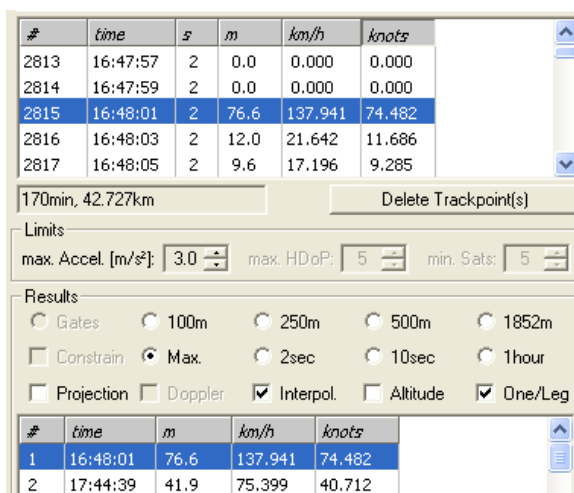 # time s m km/h knots
2813 16:47:57 2 0.0 0.000 0.000
2814 16:47:59 2 0.0 0.000 0.000
2815 16:48:01 2 76.6 137.941 74.482
2816 16:48:03 2 12.0 21.642 11.686
2817 16:48:05 2 9.6 17.196 9.285
170min, 42.727km Delete Trackpoint(s)
Limits
max. Accel. [m/s²]: 3.0 max. HDoP: 5 min. Sats: 5
Results
Gates 100m 250m 500m 1852m
Constrain Max. 2sec 10sec 1hour
Projection Doppler Interpol. Altitude One/Leg
# time m km/h knots
1 16:48:01 76.6 137.941 74.482
2 17:44:39 41.9 75.399 40.712